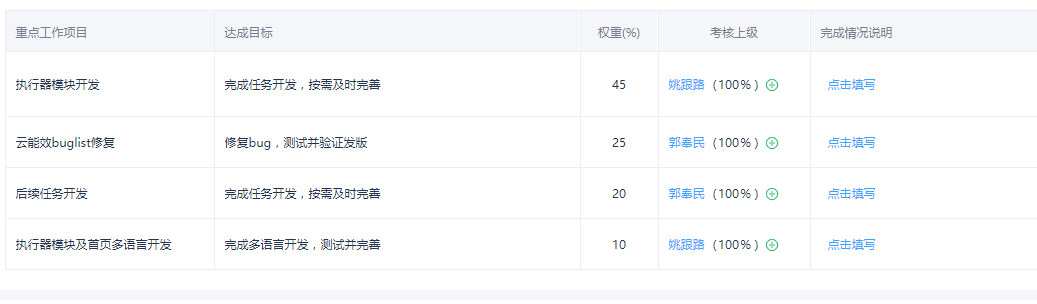 重点工作项目 达成目标 权重(%) 考核上级 完成情况说明
执行器模块开发 完成任务开发，按需及时完善 45 姚跟路（100%） 点击填写
云能效buglist修复 修复bug，测试并验证发版 25 郭奉民（100%） 点击填写
后续任务开发 完成任务开发，按需及时完善 20 郭奉民（100%） 点击填写
执行器模块及首页多语言开发 完成多语言开发，测试并完善 10 姚跟路（100%） 点击填写